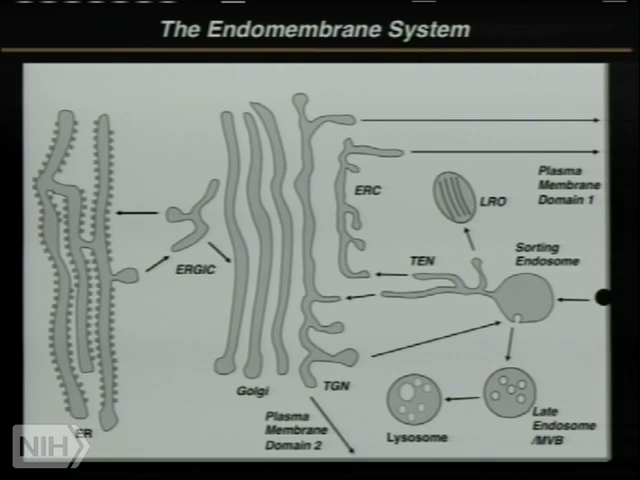 The Endomembrane System
Plasma
Membrane
Domain 1
ERC
LRO
TEN
Sorting
Endosome
ERGIC
Golgi
TGN
Plasma
Membrane
Domain 2
Lysosome
Late
Endosome
/MVB
ER
NIH